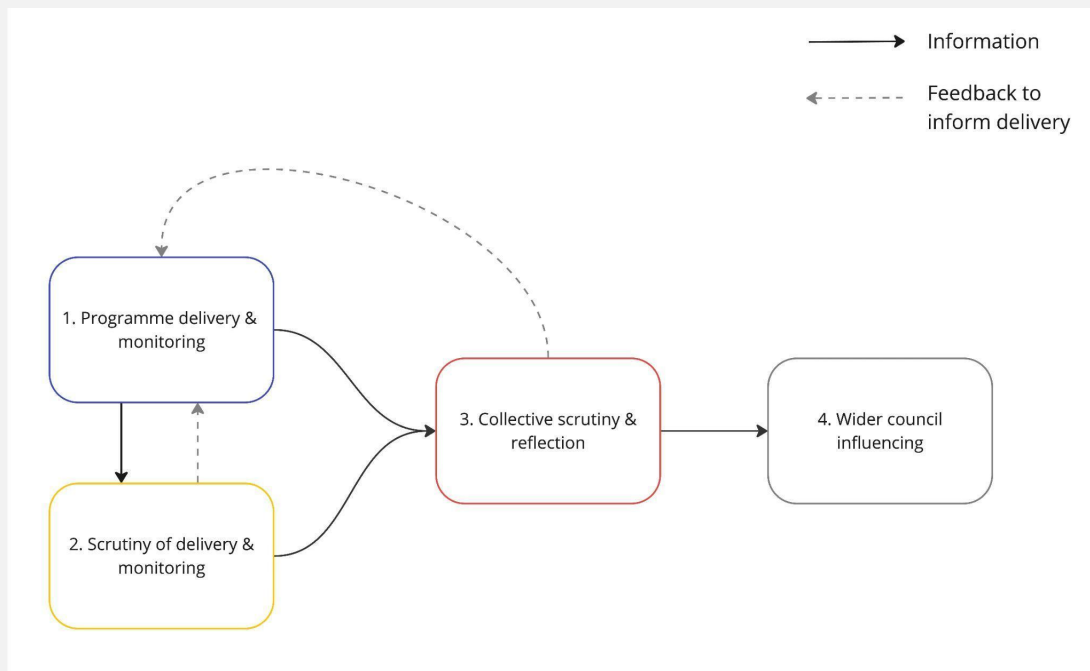 Information
Feedback to
inform delivery
1. Programme delivery &
monitoring
2. Scrutiny of delivery &
monitoring
3. Collective scrutiny &
reflection
4. Wider council
influencing